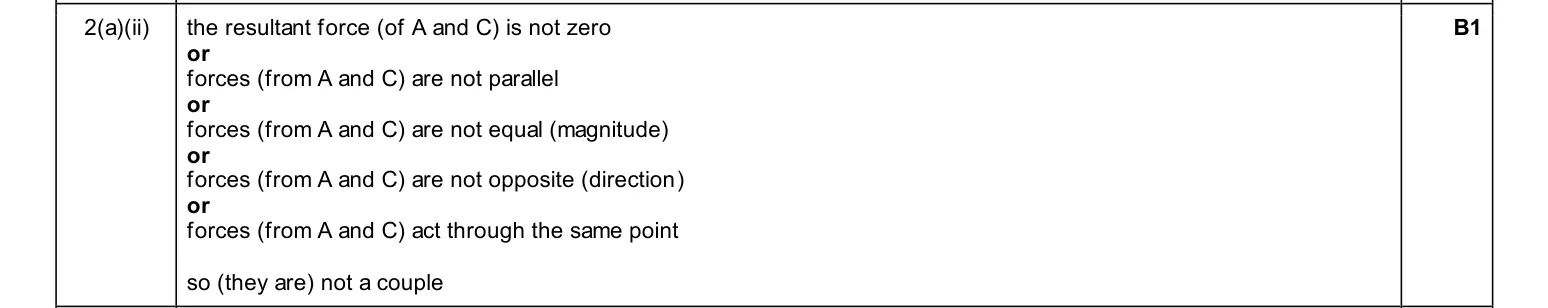 2(a)(ii) the resultant force (of A and C) is not zero B1
or
forces (from A and C) are not parallel
or
forces (from A and C) are not equal (magnitude)
or
forces (from A and C) are not opposite (direction)
or
forces (from A and C) act through the same point
so (they are) not a couple